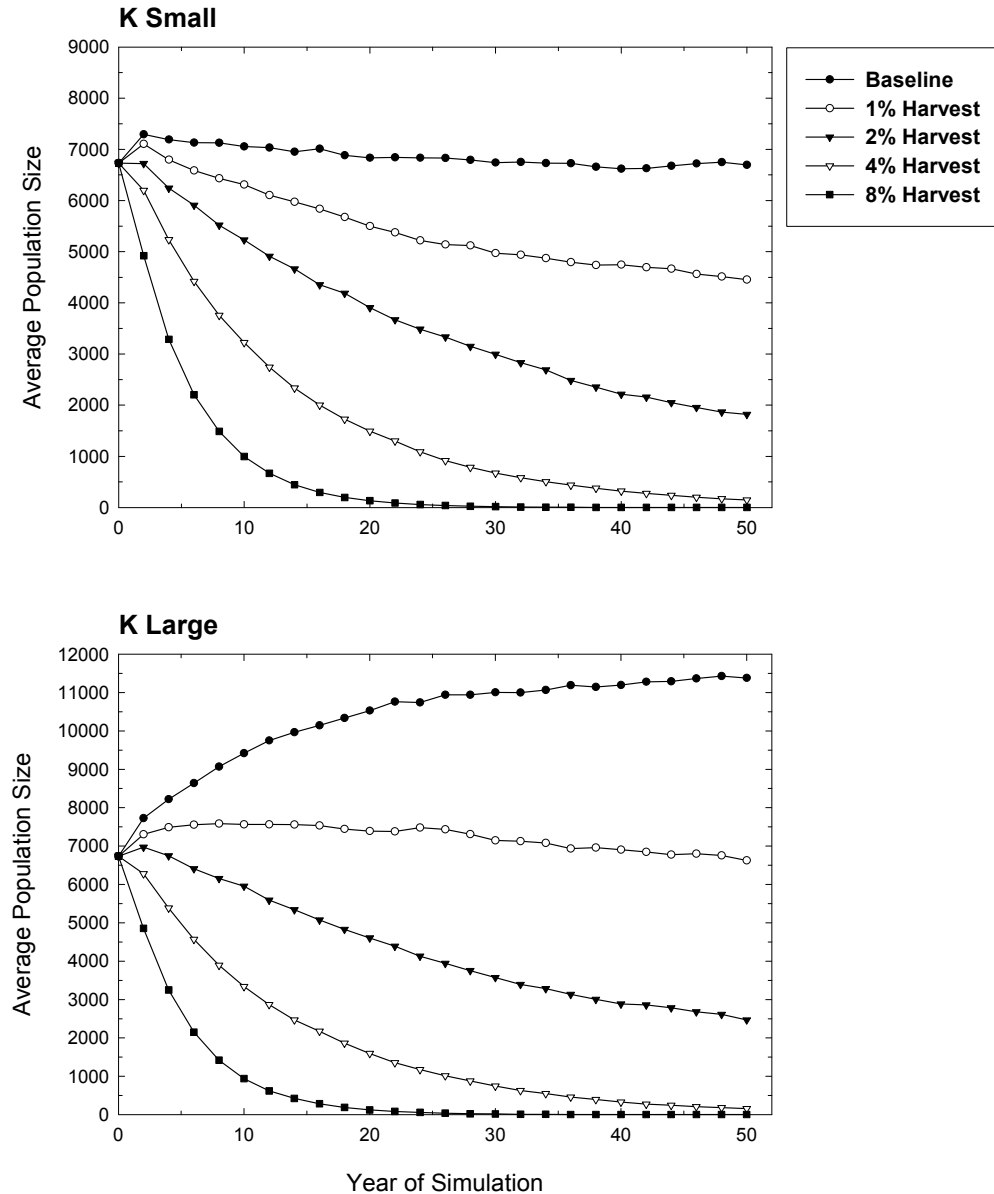 K Small
9000
8000
7000
6000
5000
4000
3000
2000
1000
0
Average Population Size
0 10 20 30 40 50
Baseline
1% Harvest
2% Harvest
4% Harvest
8% Harvest
K Large
12000
11000
10000
9000
8000
7000
6000
5000
4000
3000
2000
1000
0
Average Population Size
0 10 20 30 40 50
Year of Simulation